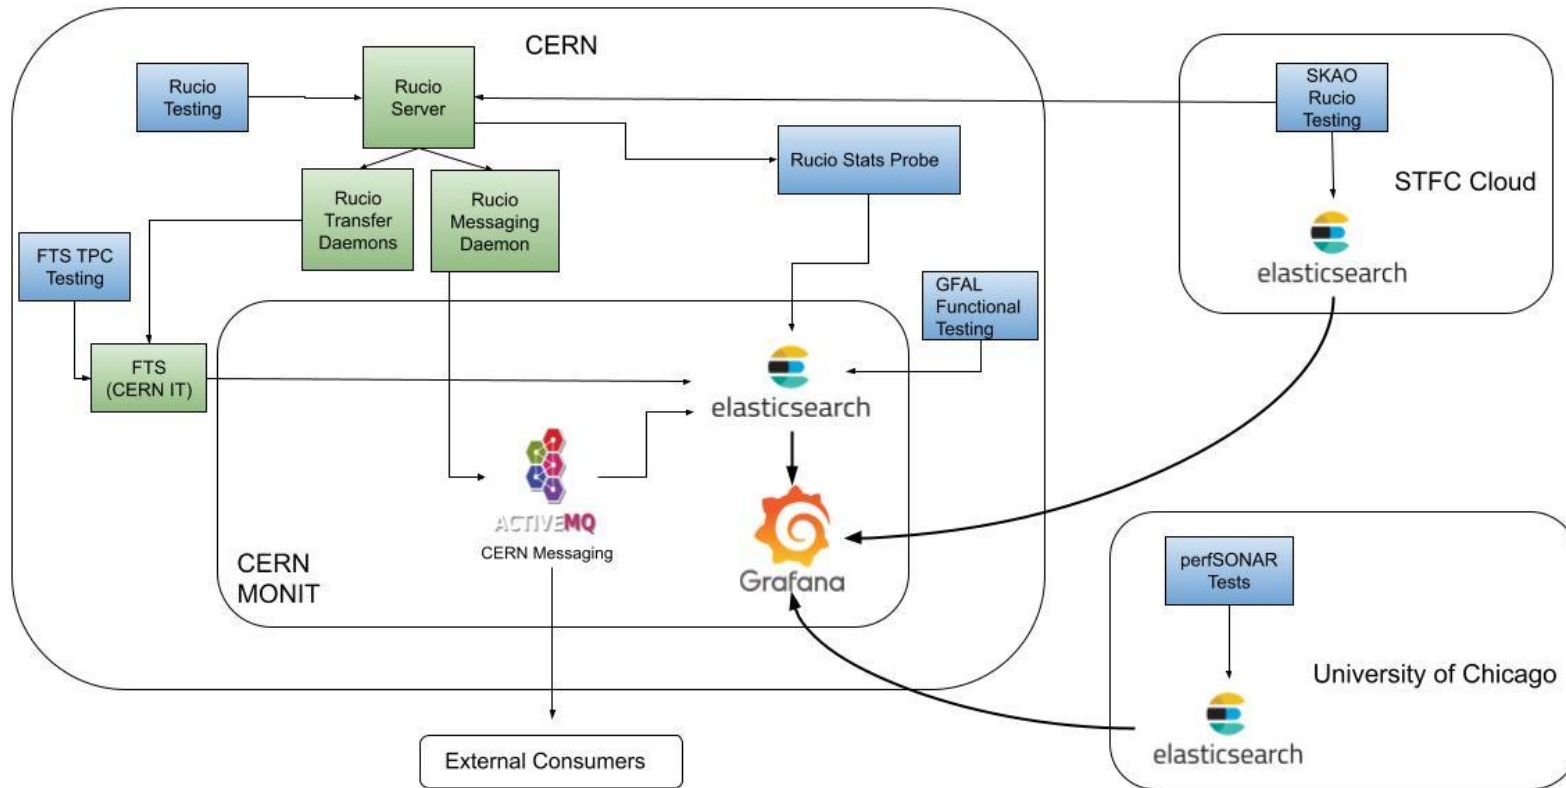 CERN
Rucio
Testing
Rucio
Server
SKAO
Rucio
Testing
Rucio Stats Probe
STFC Cloud
Rucio
Transfer
Daemons
Rucio
Messaging
Daemon
FTS TPC
Testing
elasticsearch
GFAL
Functional
Testing
FTS
(CERN IT)
elasticsearch
ACTIVEMQ
CERN Messaging
CERN
MONIT
Grafana
perfSONAR
Tests
University of Chicago
elasticsearch
External Consumers